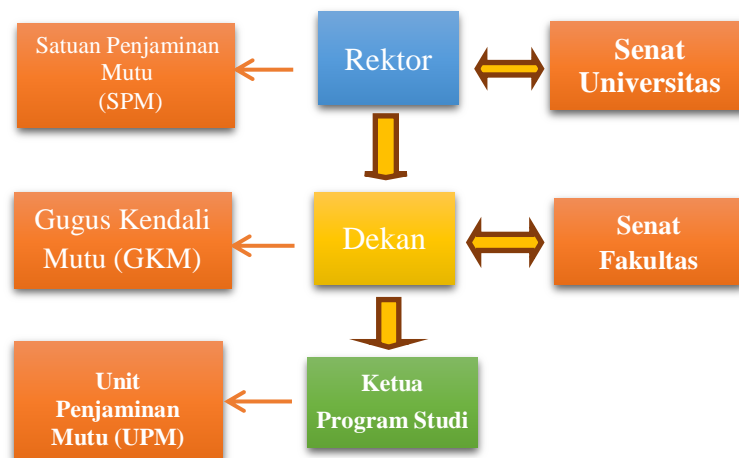 Satuan Penjaminan
Mutu
(SPM)
Rektor
Senat
Universitas
Gugus Kendali
Mutu (GKM)
Dekan
Senat
Fakultas
Unit
Penjaminan
Mutu (UPM)
Ketua
Program Studi